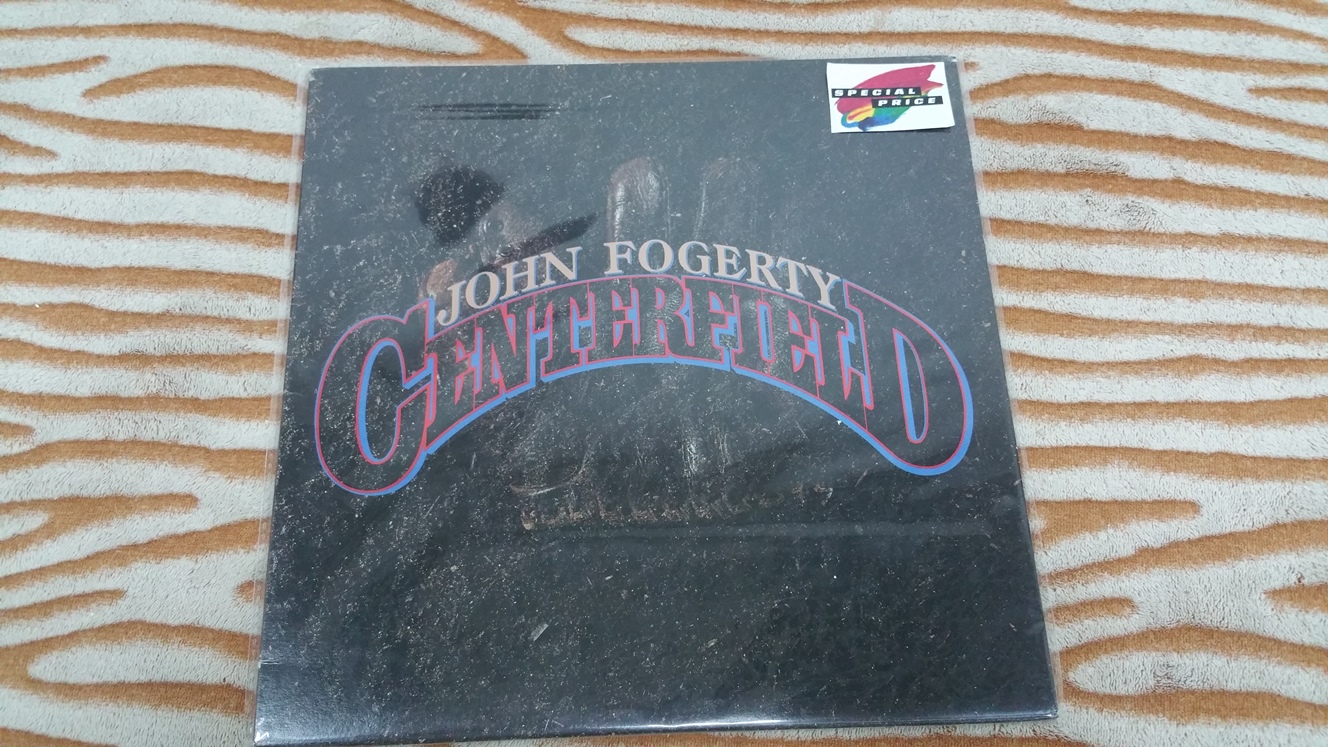 SPECIAL
PRICE
JOHN FOGERTY
CENTERFIELD